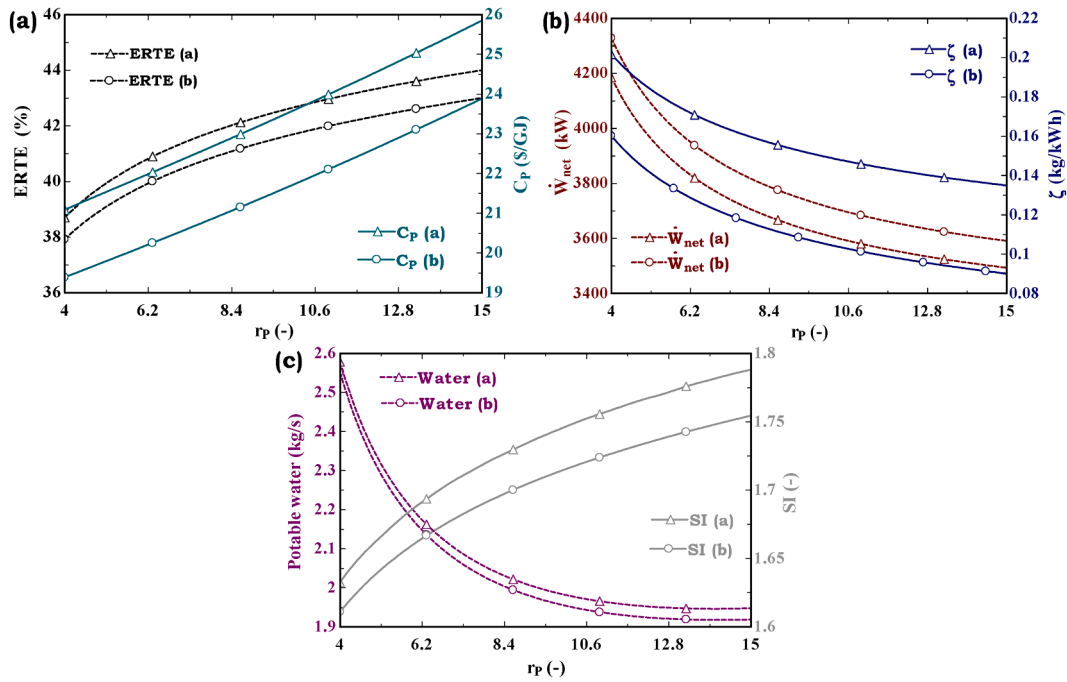 (a)
46
44
42
40
38
36
ERTE (%)
ERTE (a)
ERTE (b)
C_P (a)
C_P (b)
26
25
24
23
22
21
20
19
C_P ($/GJ)
4 6.2 8.4 10.6 12.8 15
r_P (-)
(b)
4400
4200
4000
3800
3600
3400
Ẇ_net (kW)
ζ (a)
ζ (b)
Ẇ_net (a)
Ẇ_net (b)
0.22
0.2
0.18
0.16
0.14
0.12
0.1
0.08
ζ (kg/kWh)
4 6.2 8.4 10.6 12.8 15
r_P (-)
(c)
2.6
2.5
2.4
2.3
2.2
2.1
2
1.9
Potable water (kg/s)
Water (a)
Water (b)
SI (a)
SI (b)
1.8
1.75
1.7
1.65
1.6
SI (-)
4 6.2 8.4 10.6 12.8 15
r_P (-)